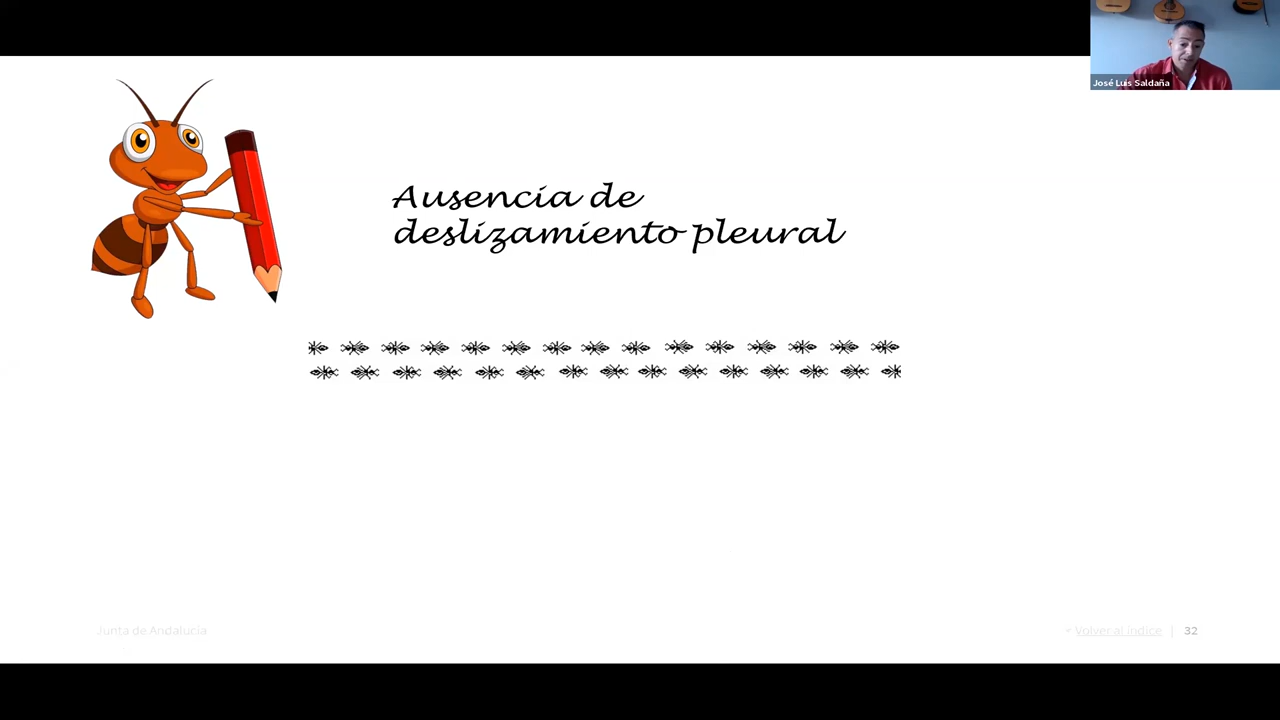 José Luis Saldaña
Ausencia de
deslizamiento pleural
Junta de Andalucía
Volver al índice | 32